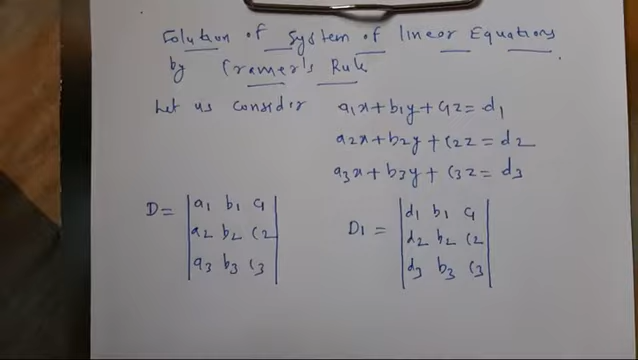 Solution of System of linear Equations
by Cramer's Rule
Let us consider a1x+b1y+c1z=d1
a2x+b2y+c2z=d2
a3x+b3y+c3z=d3
D= |a1 b1 c1| D1= |d1 b1 c1|
|a2 b2 c2| |d2 b2 c2|
|a3 b3 c3| |d3 b3 c3|